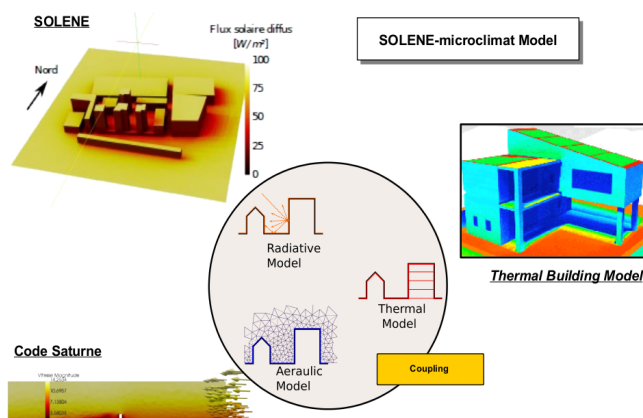 SOLENE
Flux solaire diffus
[W/m²]
100
75
50
25
0
Nord
SOLENE-microclimat Model
Radiative
Model
Thermal
Model
Aeraulic
Model
Thermal Building Model
Coupling
Code Saturne